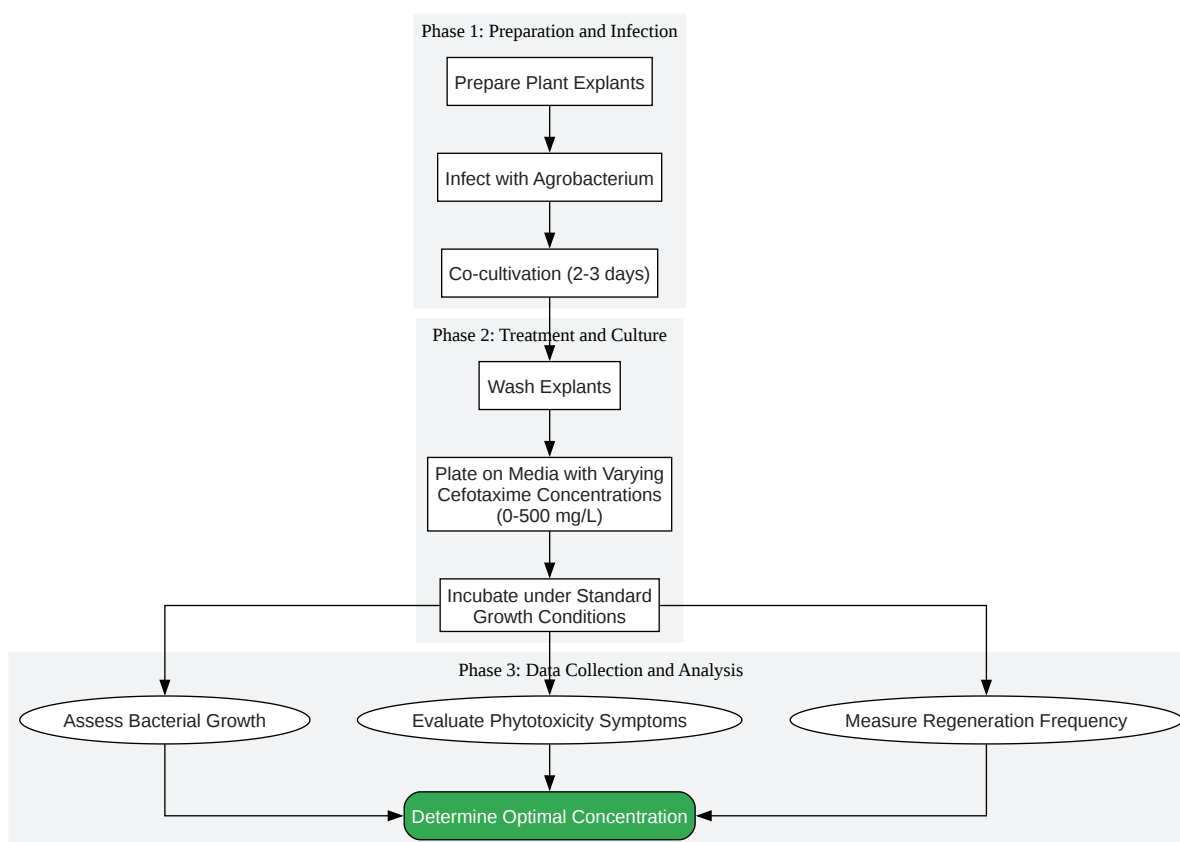 Phase 1: Preparation and Infection
Prepare Plant Explants
Infect with Agrobacterium
Co-cultivation (2-3 days)
Phase 2: Treatment and Culture
Wash Explants
Plate on Media with Varying
Cefotaxime Concentrations
(0-500 mg/L)
Incubate under Standard
Growth Conditions
Phase 3: Data Collection and Analysis
Assess Bacterial Growth
Evaluate Phytotoxicity Symptoms
Measure Regeneration Frequency
Determine Optimal Concentration